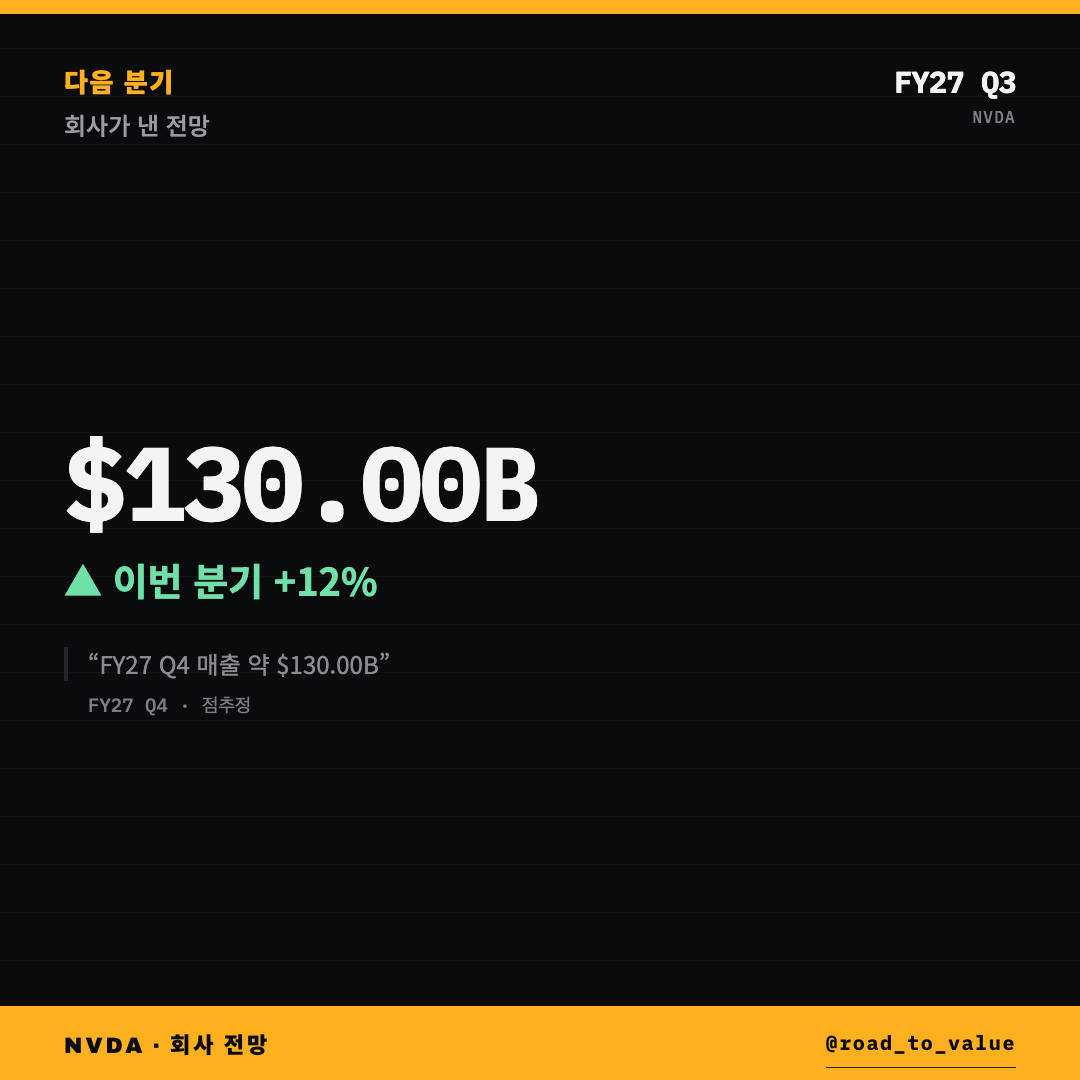 다음 분기
회사가 낸 전망
FY27 Q3
NVDA
$130.00B
▲ 이번 분기 +12%
“FY27 Q4 매출 약 $130.00B”
FY27 Q4 · 점추정
NVDA · 회사 전망
@road_to_value